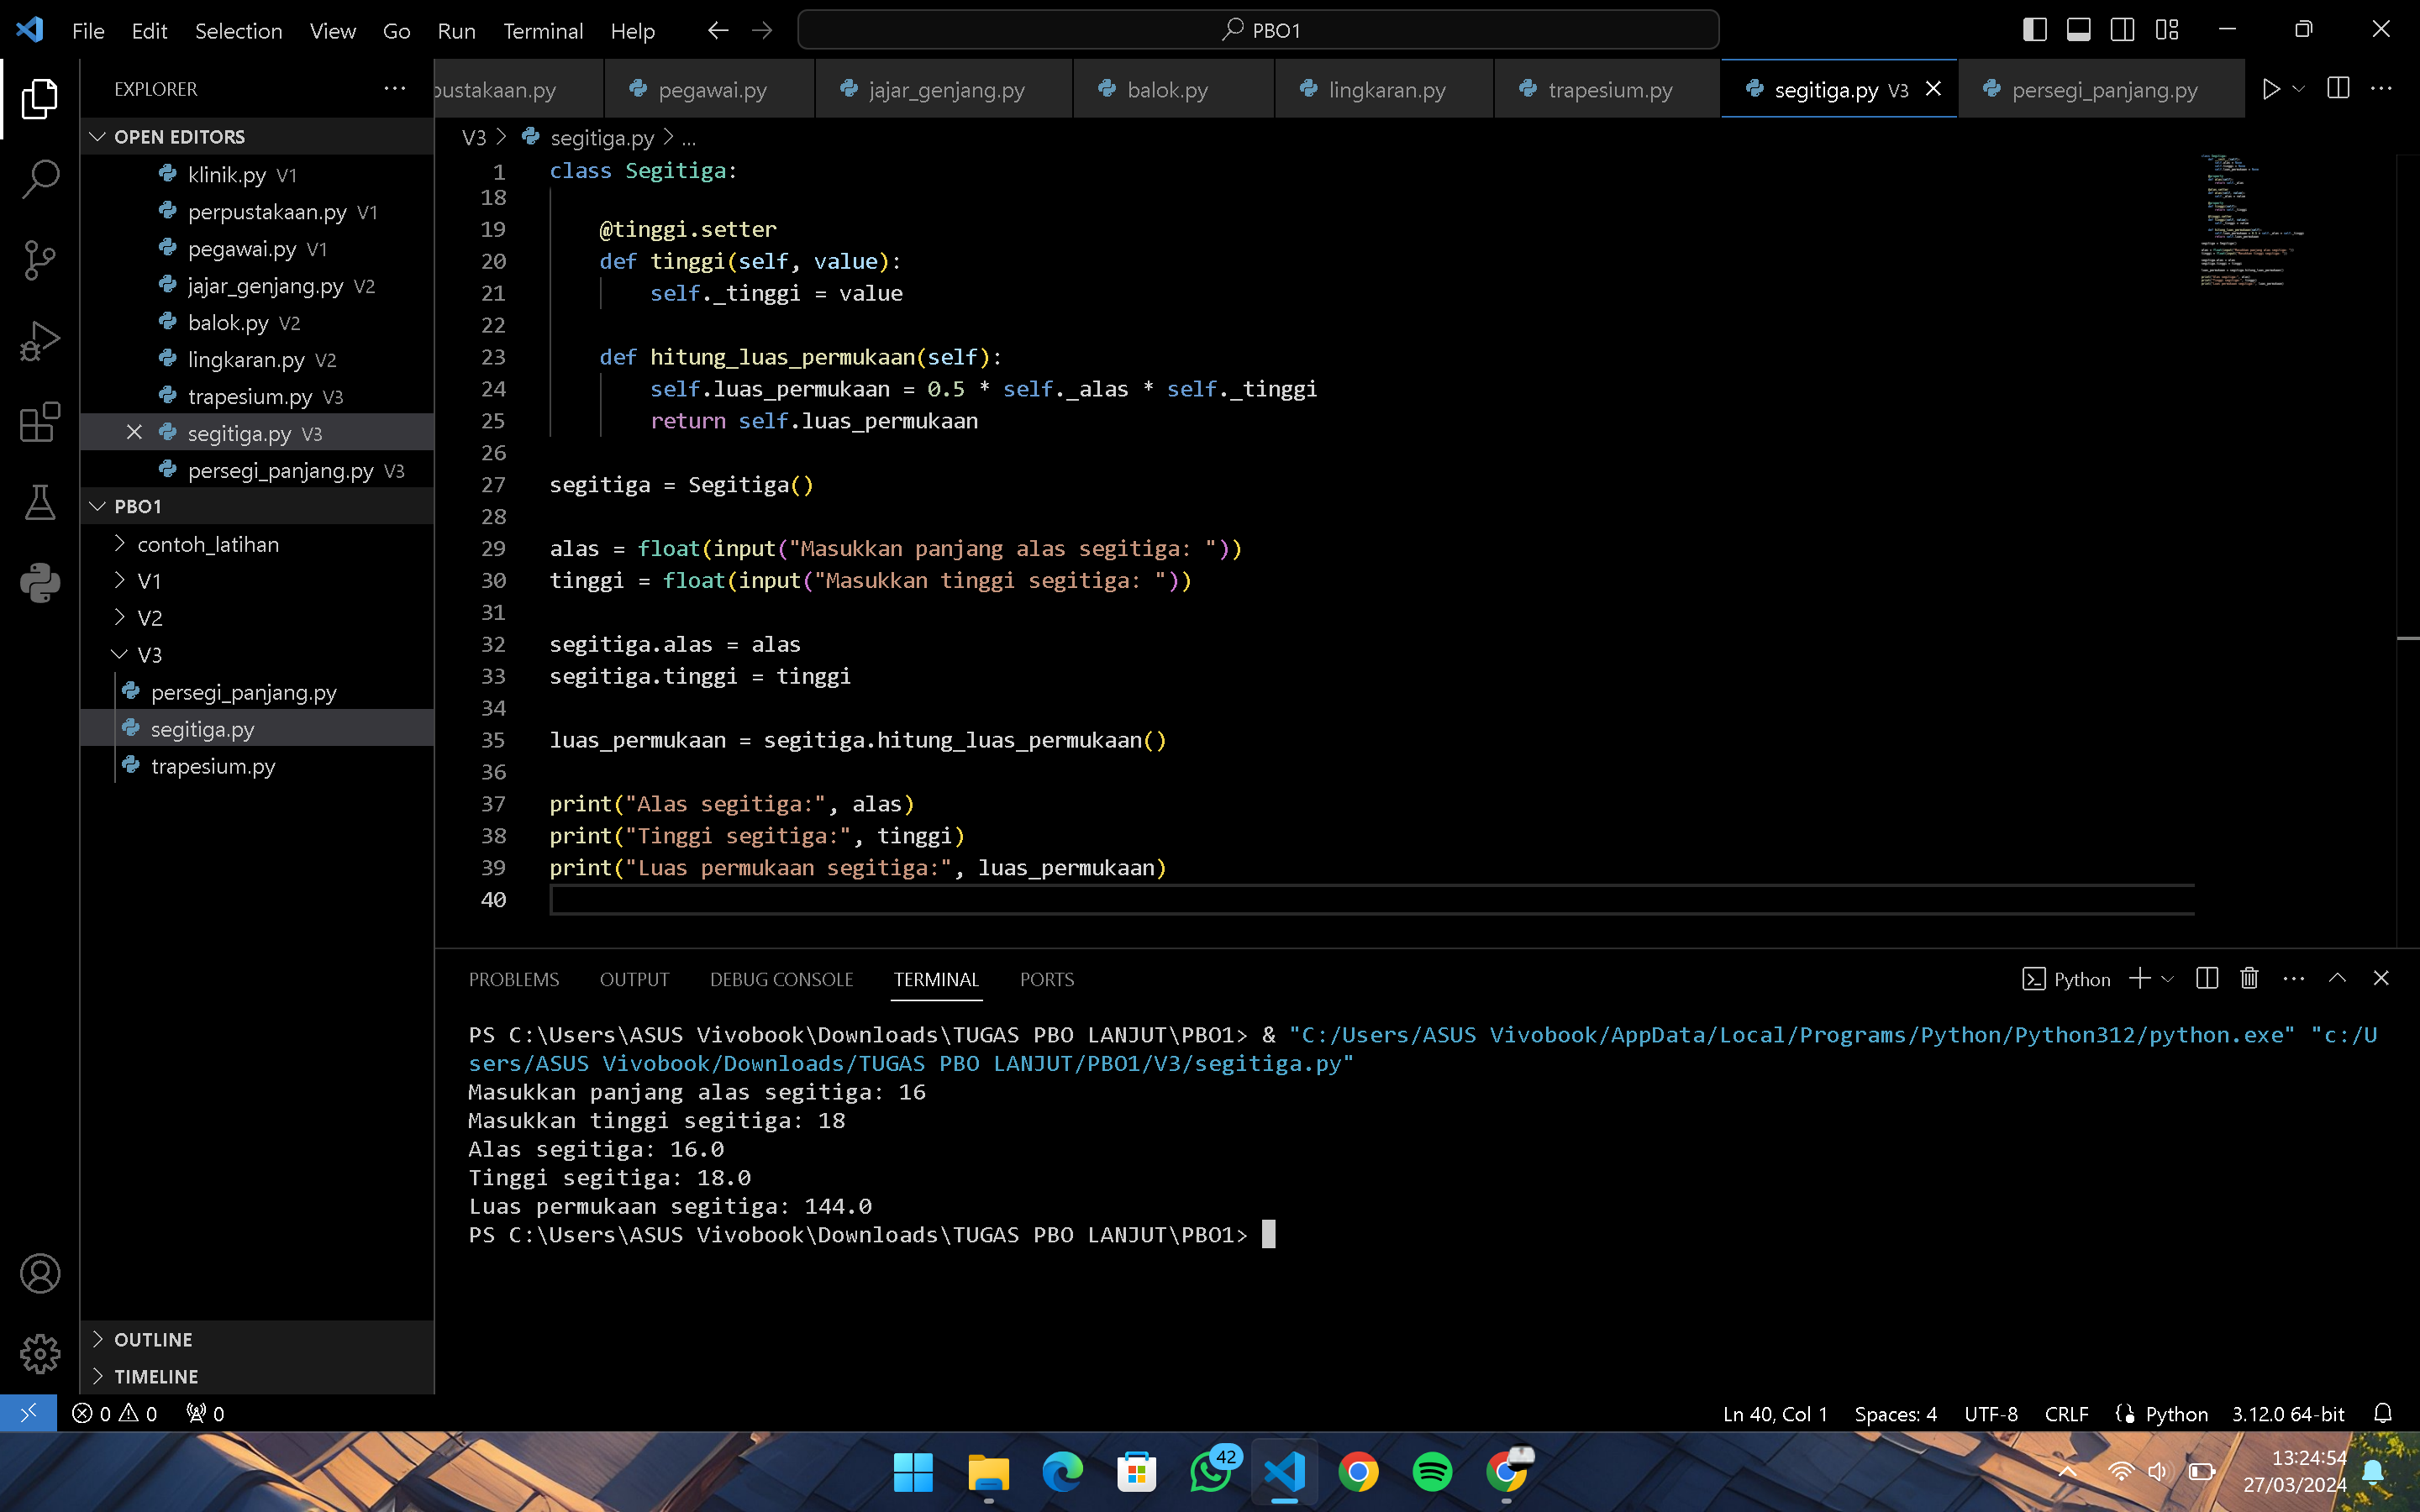 File Edit Selection View Go Run Terminal Help
PBO1
EXPLORER
pustakaan.py pegawai.py jajar_genjang.py balok.py lingkaran.py trapesium.py segitiga.py V3 persegi_panjang.py
OPEN EDITORS
klinik.py V1
perpustakaan.py V1
pegawai.py V1
jajar_genjang.py V2
balok.py V2
lingkaran.py V2
trapesium.py V3
segitiga.py V3
persegi_panjang.py V3
PBO1
contoh_latihan
V1
V2
V3
persegi_panjang.py
segitiga.py
trapesium.py
OUTLINE
TIMELINE
V3 > segitiga.py > ...
1 class Segitiga:
18
19 @tinggi.setter
20 def tinggi(self, value):
21 self._tinggi = value
22
23 def hitung_luas_permukaan(self):
24 self.luas_permukaan = 0.5 * self._alas * self._tinggi
25 return self.luas_permukaan
26
27 segitiga = Segitiga()
28
29 alas = float(input("Masukkan panjang alas segitiga: "))
30 tinggi = float(input("Masukkan tinggi segitiga: "))
31
32 segitiga.alas = alas
33 segitiga.tinggi = tinggi
34
35 luas_permukaan = segitiga.hitung_luas_permukaan()
36
37 print("Alas segitiga:", alas)
38 print("Tinggi segitiga:", tinggi)
39 print("Luas permukaan segitiga:", luas_permukaan)
40
PROBLEMS OUTPUT DEBUG CONSOLE TERMINAL PORTS
Python
PS C:\Users\ASUS Vivobook\Downloads\TUGAS PBO LANJUT\PBO1> & "C:/Users/ASUS Vivobook/AppData/Local/Programs/Python/Python312/python.exe" "c:/U
sers/ASUS Vivobook/Downloads/TUGAS PBO LANJUT/PBO1/V3/segitiga.py"
Masukkan panjang alas segitiga: 16
Masukkan tinggi segitiga: 18
Alas segitiga: 16.0
Tinggi segitiga: 18.0
Luas permukaan segitiga: 144.0
PS C:\Users\ASUS Vivobook\Downloads\TUGAS PBO LANJUT\PBO1>
0 0 0
Ln 40, Col 1 Spaces: 4 UTF-8 CRLF Python 3.12.0 64-bit
42
13:24:54
27/03/2024